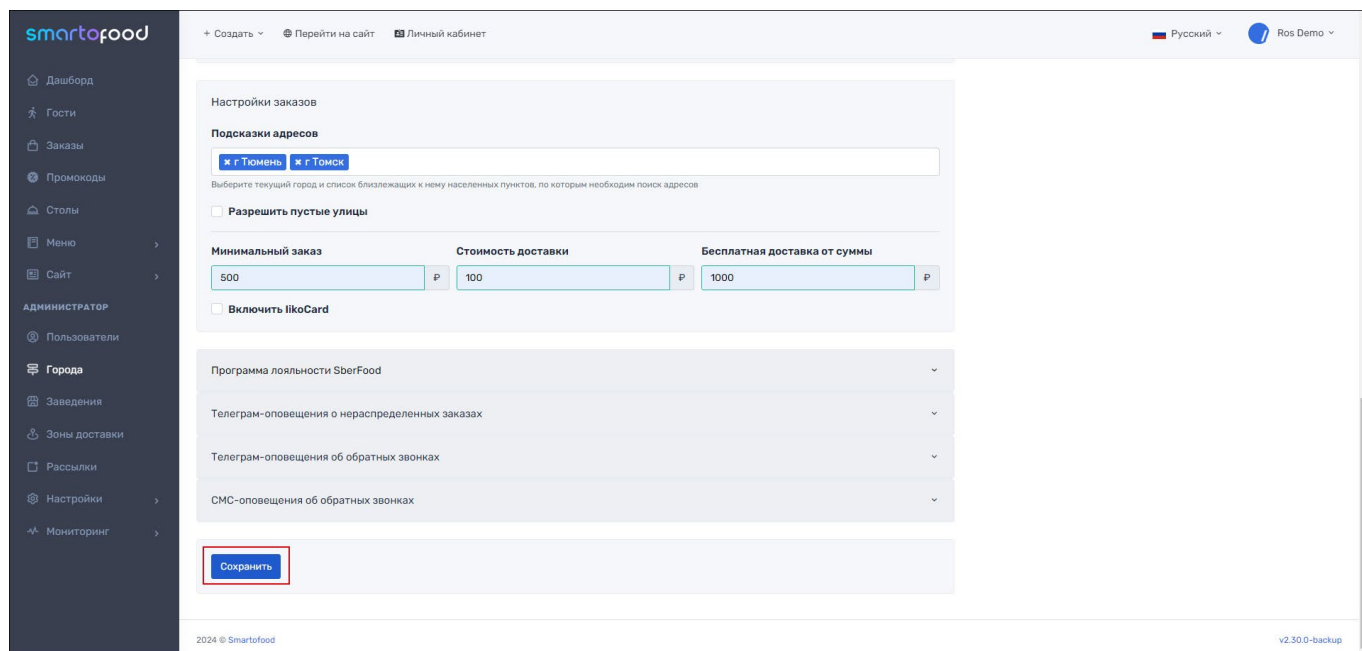 smartofood
+ Создать
Перейти на сайт
Личный кабинет
Русский
Ros Demo
Дашборд
Гости
Заказы
Промокоды
Столы
Меню
Сайт
АДМИНИСТРАТОР
Пользователи
Города
Заведения
Зоны доставки
Рассылки
Настройки
Мониторинг
Настройки заказов
Подсказки адресов
× г Тюмень × г Томск
Выберите текущий город и список близлежащих к нему населенных пунктов, по которым необходим поиск адресов
Разрешить пустые улицы
Минимальный заказ Стоимость доставки Бесплатная доставка от суммы
500 ₽ 100 ₽ 1000 ₽
Включить IikoCard
Программа лояльности SberFood
Телеграм-оповещения о нераспределенных заказах
Телеграм-оповещения об обратных звонках
СМС-оповещения об обратных звонках
Сохранить
2024 © Smartofood
v2.30.0-backup